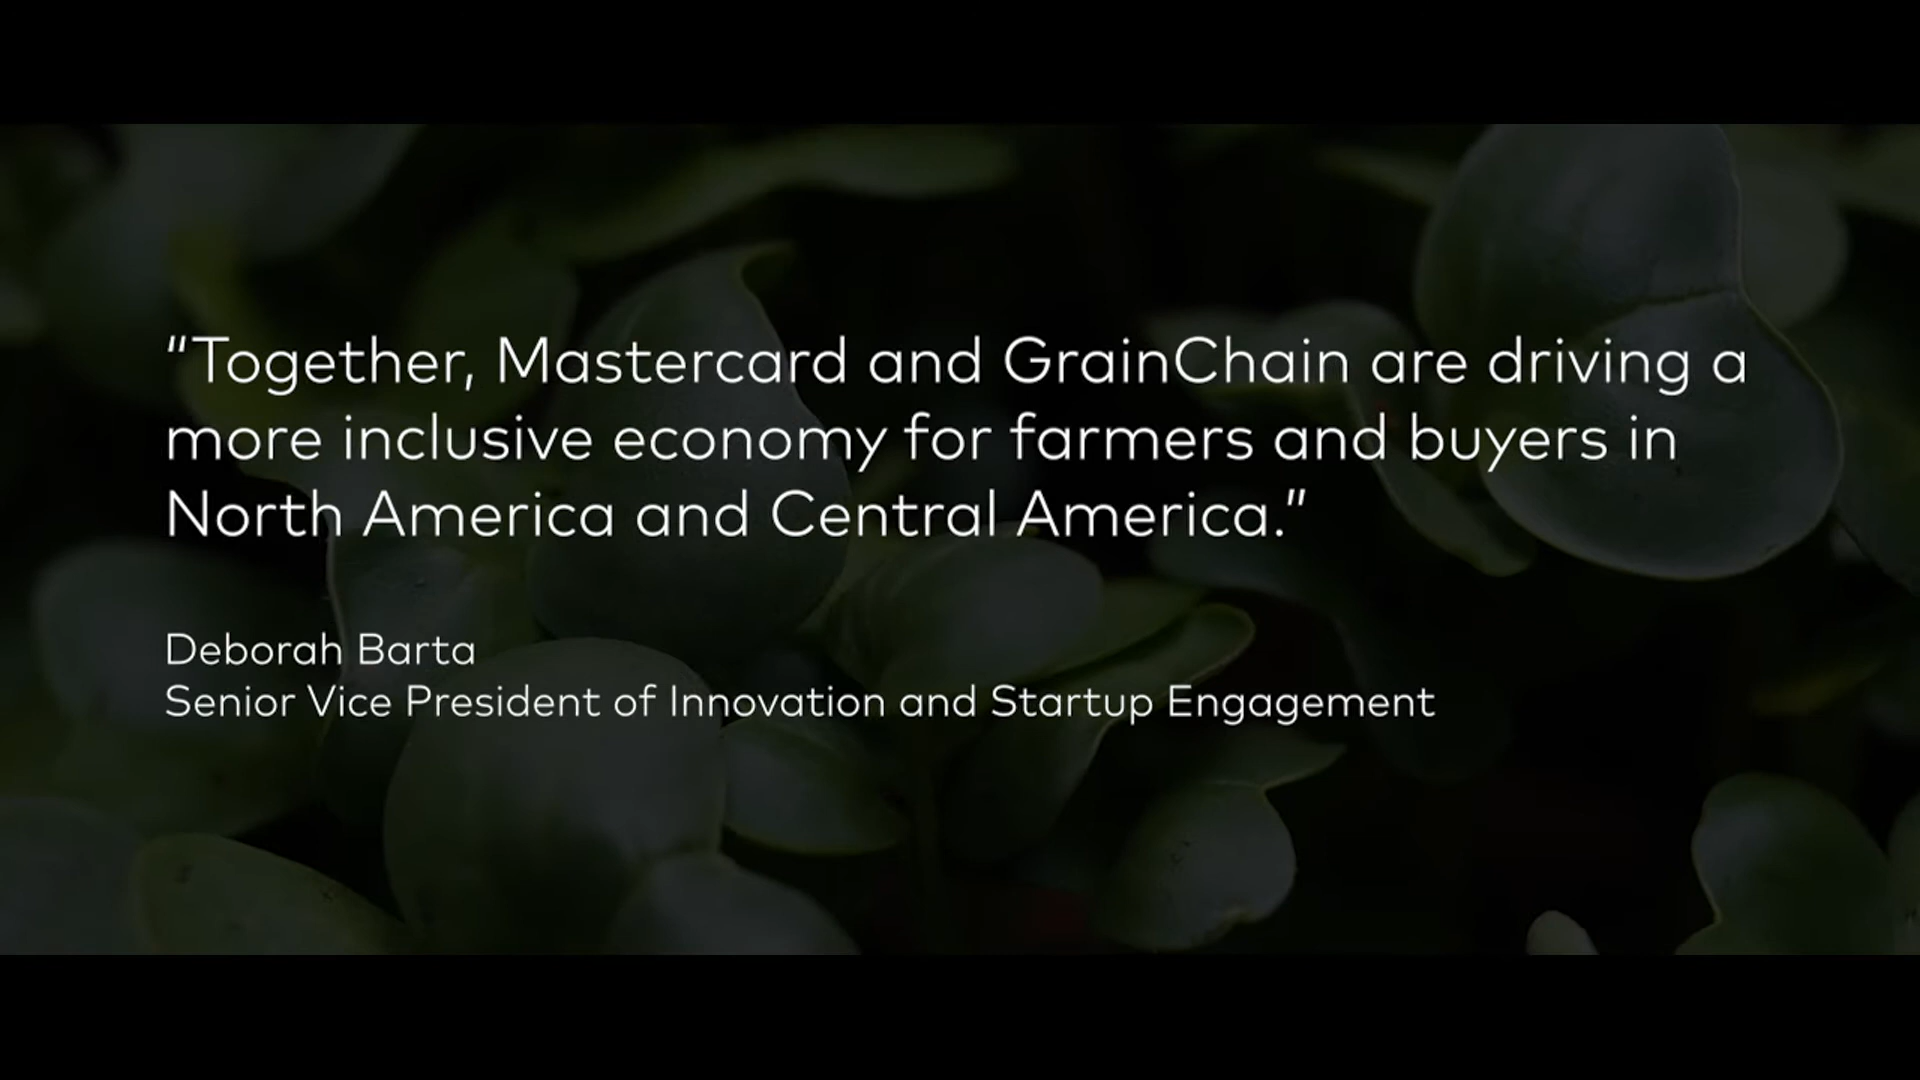 “Together, Mastercard and GrainChain are driving a
more inclusive economy for farmers and buyers in
North America and Central America.”
Deborah Barta
Senior Vice President of Innovation and Startup Engagement